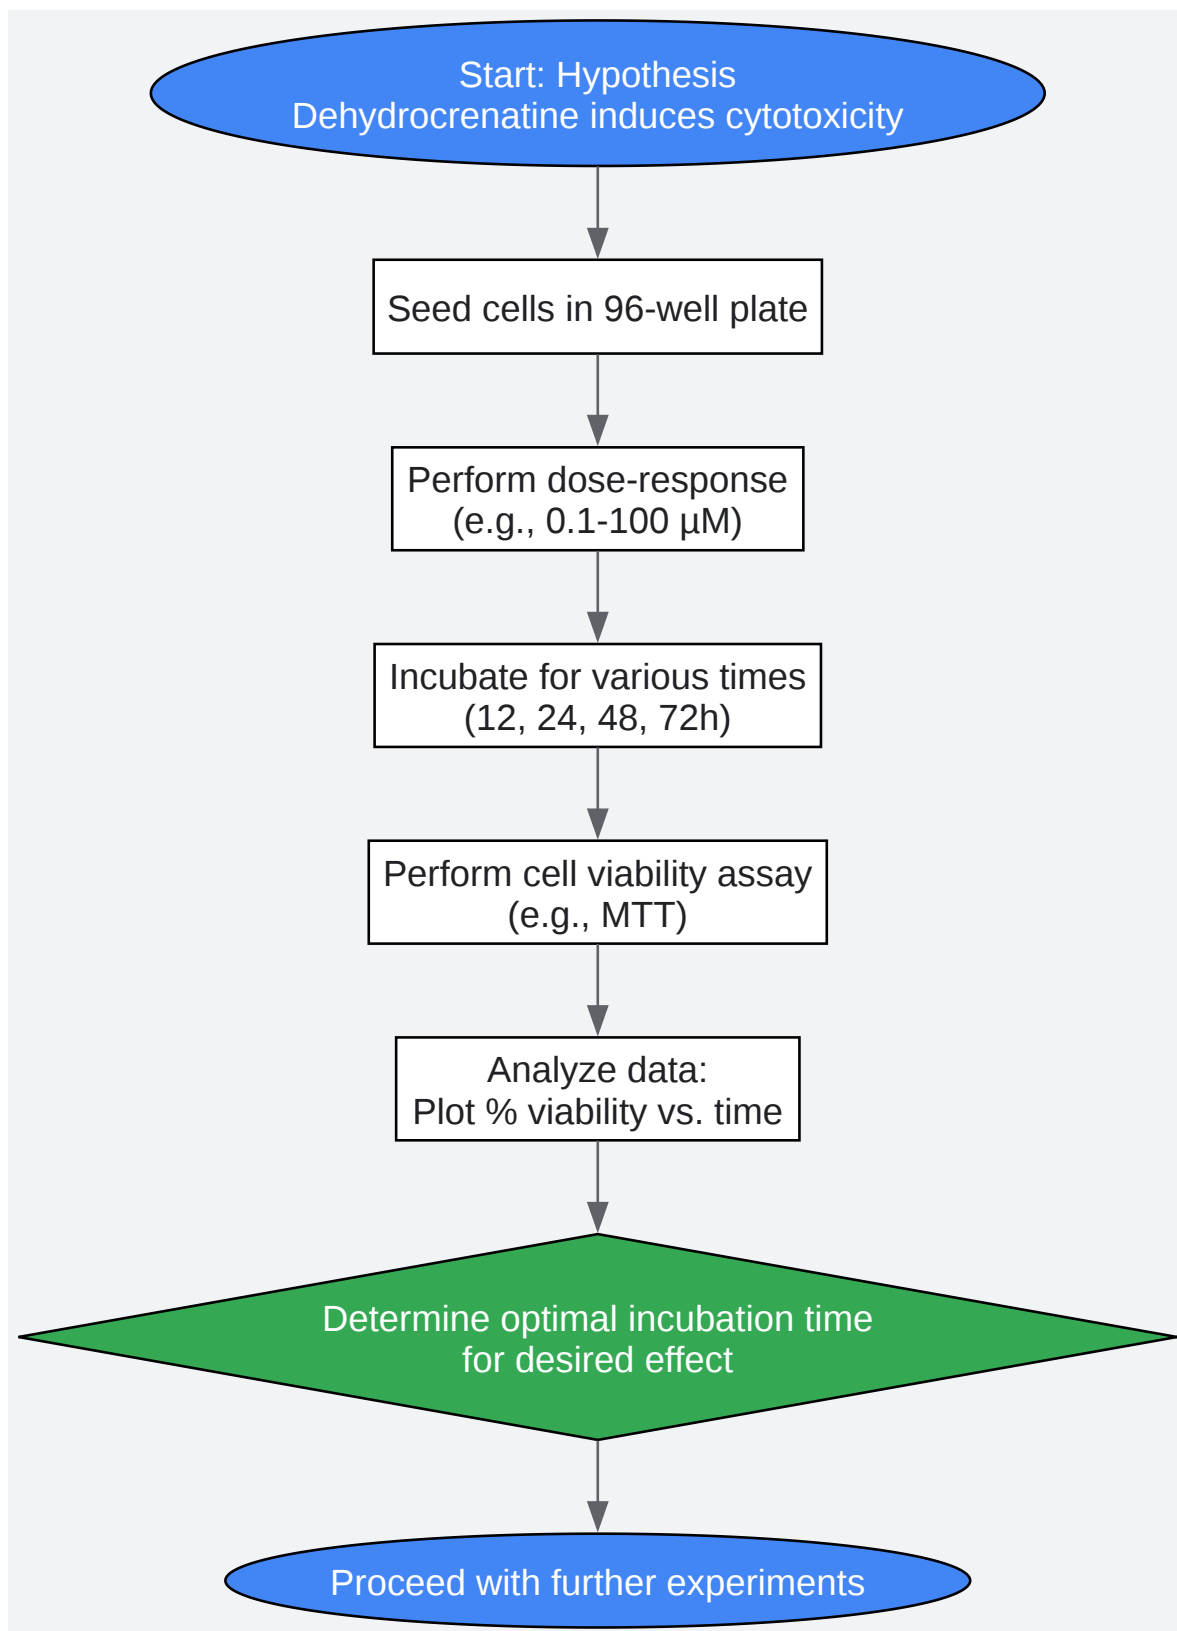 Start: Hypothesis
Dehydrocrenatine induces cytotoxicity
Seed cells in 96-well plate
Perform dose-response
(e.g., 0.1-100 µM)
Incubate for various times
(12, 24, 48, 72h)
Perform cell viability assay
(e.g., MTT)
Analyze data:
Plot % viability vs. time
Determine optimal incubation time
for desired effect
Proceed with further experiments